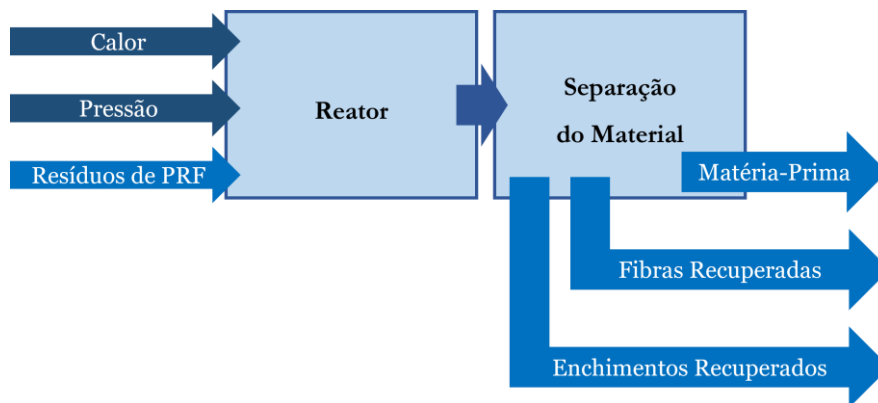 Calor
Pressão
Resíduos de PRF
Reator
Separação
do Material
Matéria-Prima
Fibras Recuperadas
Enchimentos Recuperados